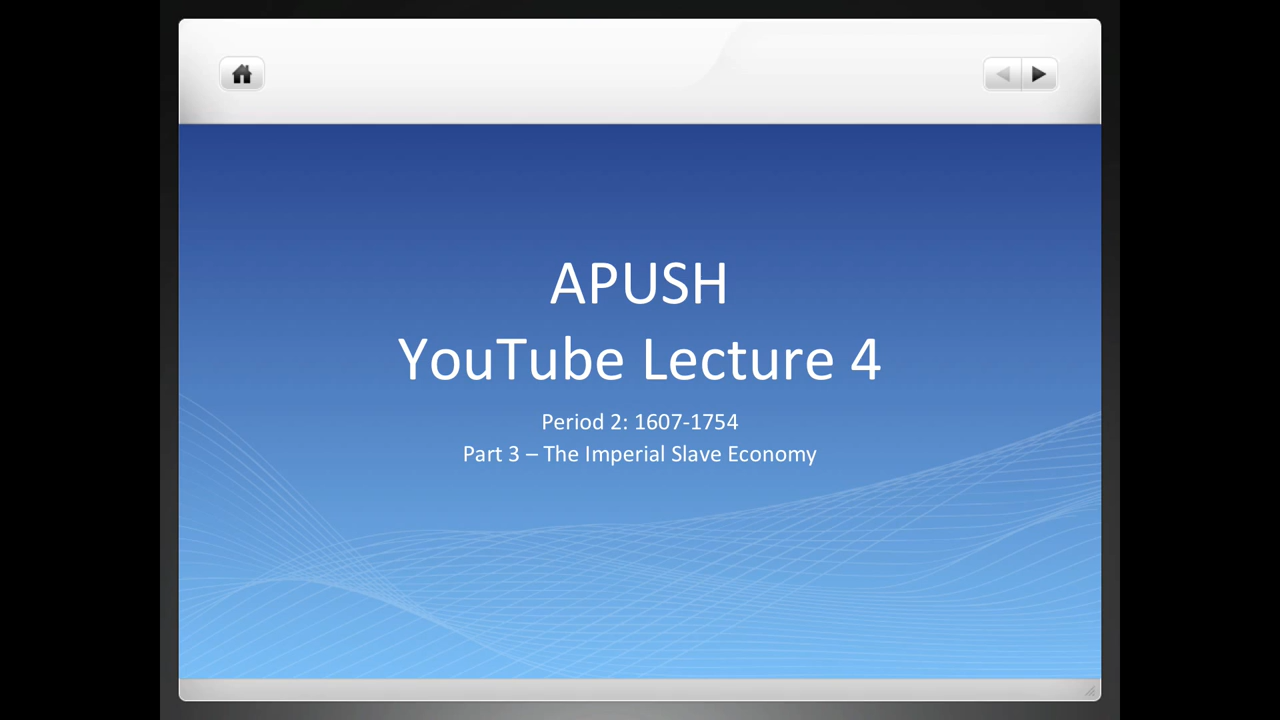 APUSH
YouTube Lecture 4
Period 2: 1607-1754
Part 3 – The Imperial Slave Economy